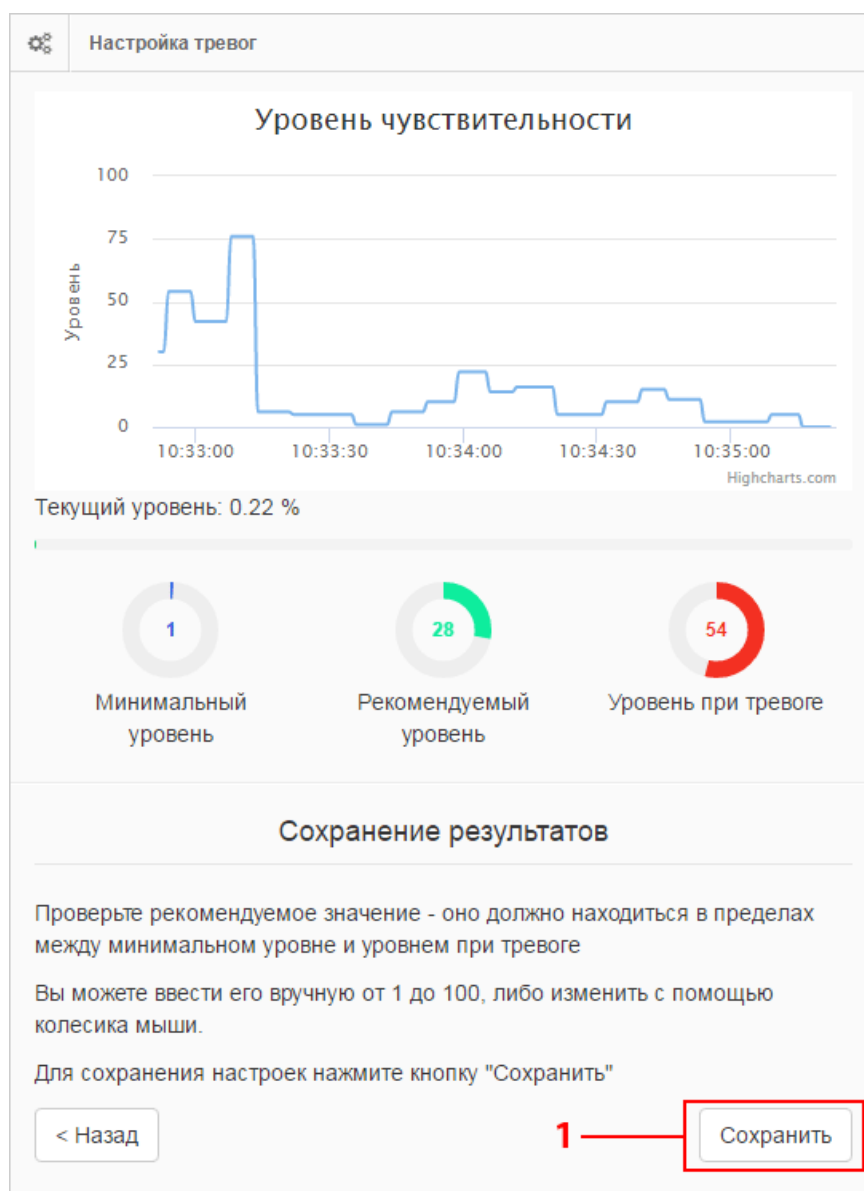 Настройка тревог
Уровень чувствительности
100
75
50
25
0
Уровень
10:33:00 10:33:30 10:34:00 10:34:30 10:35:00
Highcharts.com
Текущий уровень: 0.22 %
1 28 54
Минимальный уровень
Рекомендуемый уровень
Уровень при тревоге
Сохранение результатов
Проверьте рекомендуемое значение - оно должно находиться в пределах
между минимальном уровне и уровнем при тревоге
Вы можете ввести его вручную от 1 до 100, либо изменить с помощью
колесика мыши.
Для сохранения настроек нажмите кнопку "Сохранить"
< Назад 1 Сохранить